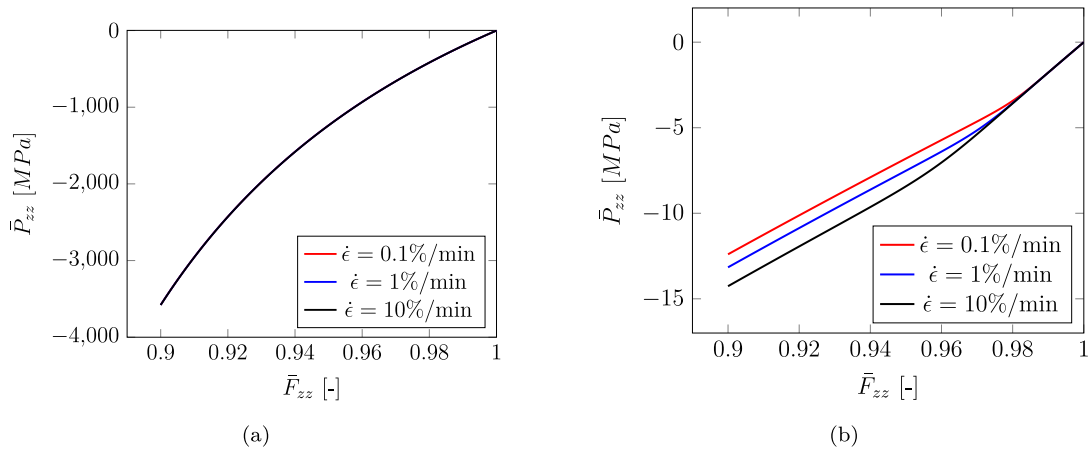 0
−1,000
−2,000
−3,000
−4,000
P̄zz [MPa]
0.9 0.92 0.94 0.96 0.98 1
F̄zz [-]
ϵ̇ = 0.1%/min
ϵ̇ = 1%/min
ϵ̇ = 10%/min
(a)
0
−5
−10
−15
P̄zz [MPa]
0.9 0.92 0.94 0.96 0.98 1
F̄zz [-]
ϵ̇ = 0.1%/min
ϵ̇ = 1%/min
ϵ̇ = 10%/min
(b)